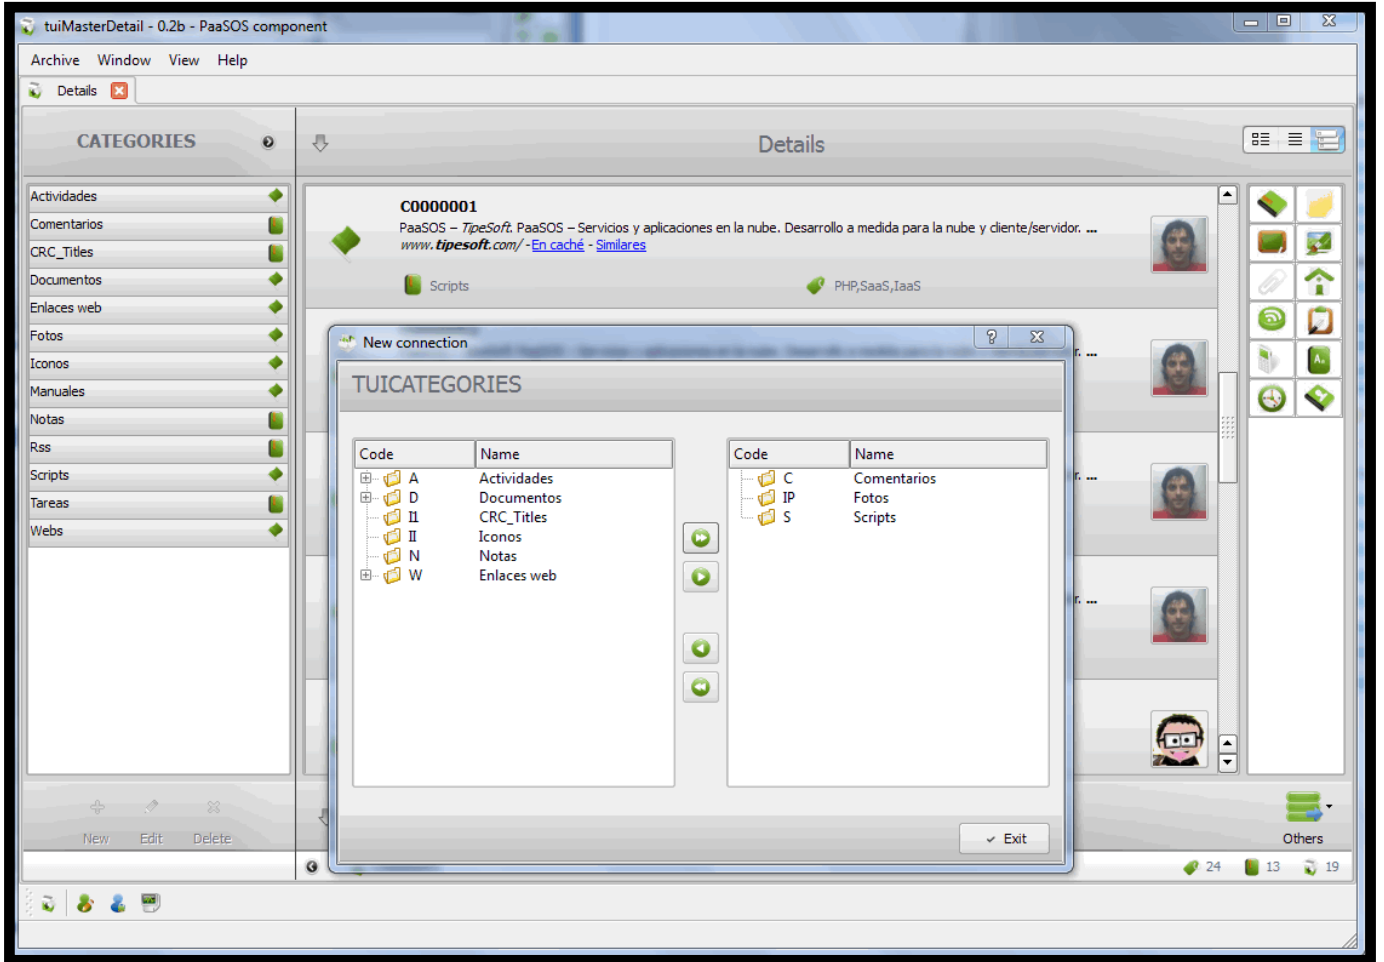 tuiMasterDetail - 0.2b - PaaSOS component
Archive Window View Help
Details
CATEGORIES
Details
Actividades
Comentarios
CRC_Titles
Documentos
Enlaces web
Fotos
Iconos
Manuales
Notas
Rss
Scripts
Tareas
Webs
New Edit Delete
C0000001
PaaSOS – TipeSoft. PaaSOS – Servicios y aplicaciones en la nube. Desarrollo a medida para la nube y cliente/servidor. ...
www.tipesoft.com/ - En caché - Similares
Scripts PHP,SaaS,IaaS
r. ...
r. ...
r. ...
New connection
TUICATEGORIES
Code Name
A Actividades
D Documentos
I1 CRC_Titles
II Iconos
N Notas
W Enlaces web
Code Name
C Comentarios
IP Fotos
S Scripts
Exit
Others
24 13 19